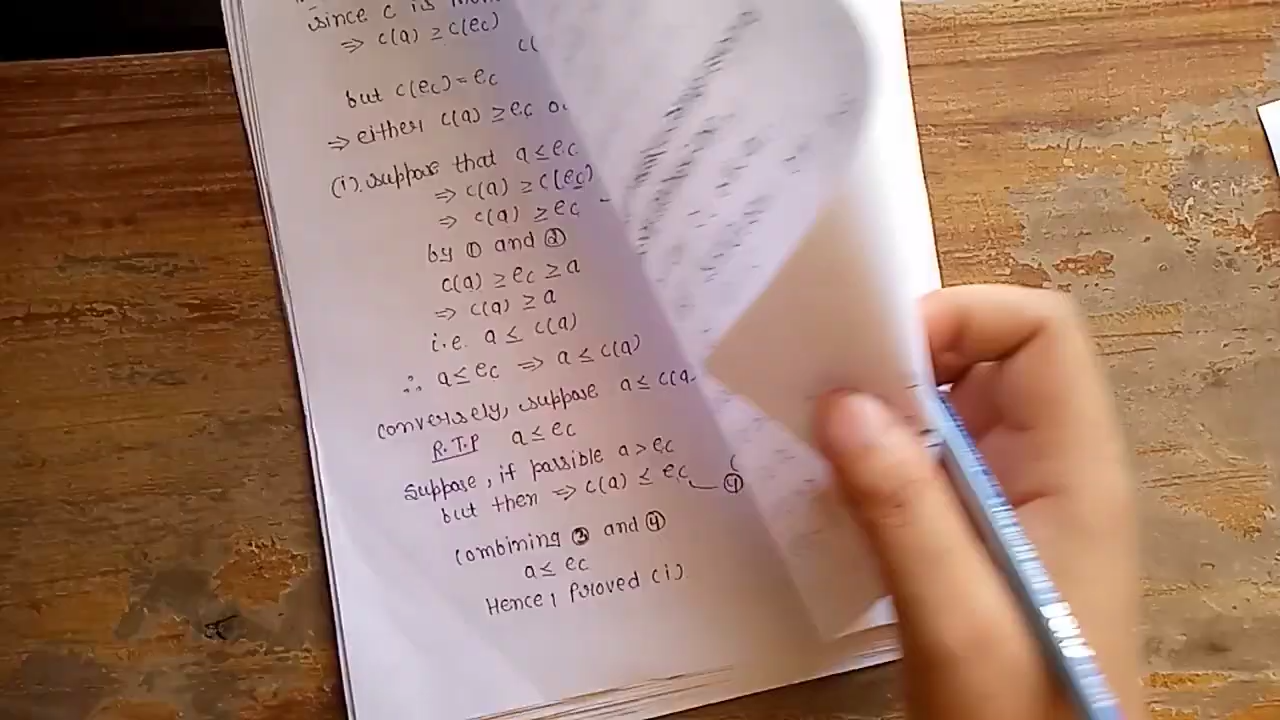 since c is
⇒ c(a) ≥ c(ec)
c(
but c(ec) = ec
⇒ either c(a) ≥ ec
(i). suppose that a ≤ ec
⇒ c(a) ≥ c(ec)
⇒ c(a) ≥ ec -
by ① and ②
c(a) ≥ ec ≥ a
⇒ c(a) ≥ a
i.e. a ≤ c(a)
∴ a ≤ ec ⇒ a ≤ c(a)
conversely, suppose a ≤ c(a
R.T.P a ≤ ec
Suppose, if passible a > ec
but then ⇒ c(a) ≤ ec — ④
combining ③ and ④
a ≤ ec
Hence, Proved (i).